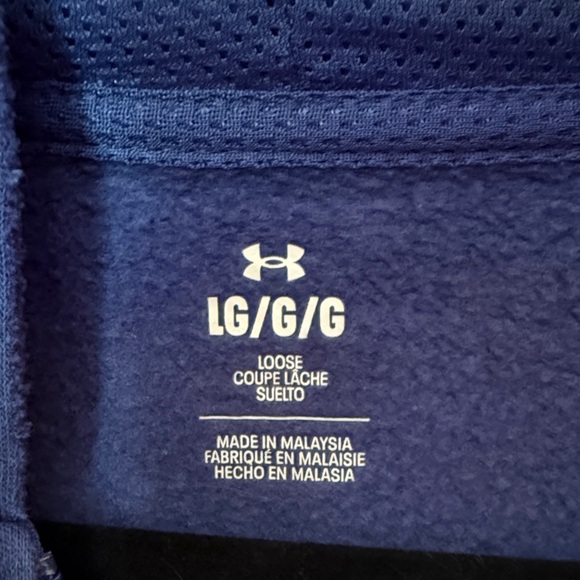 LG/G/G
LOOSE
COUPE LÂCHE
SUELTO
MADE IN MALAYSIA
FABRIQUÉ EN MALAISIE
HECHO EN MALASIA